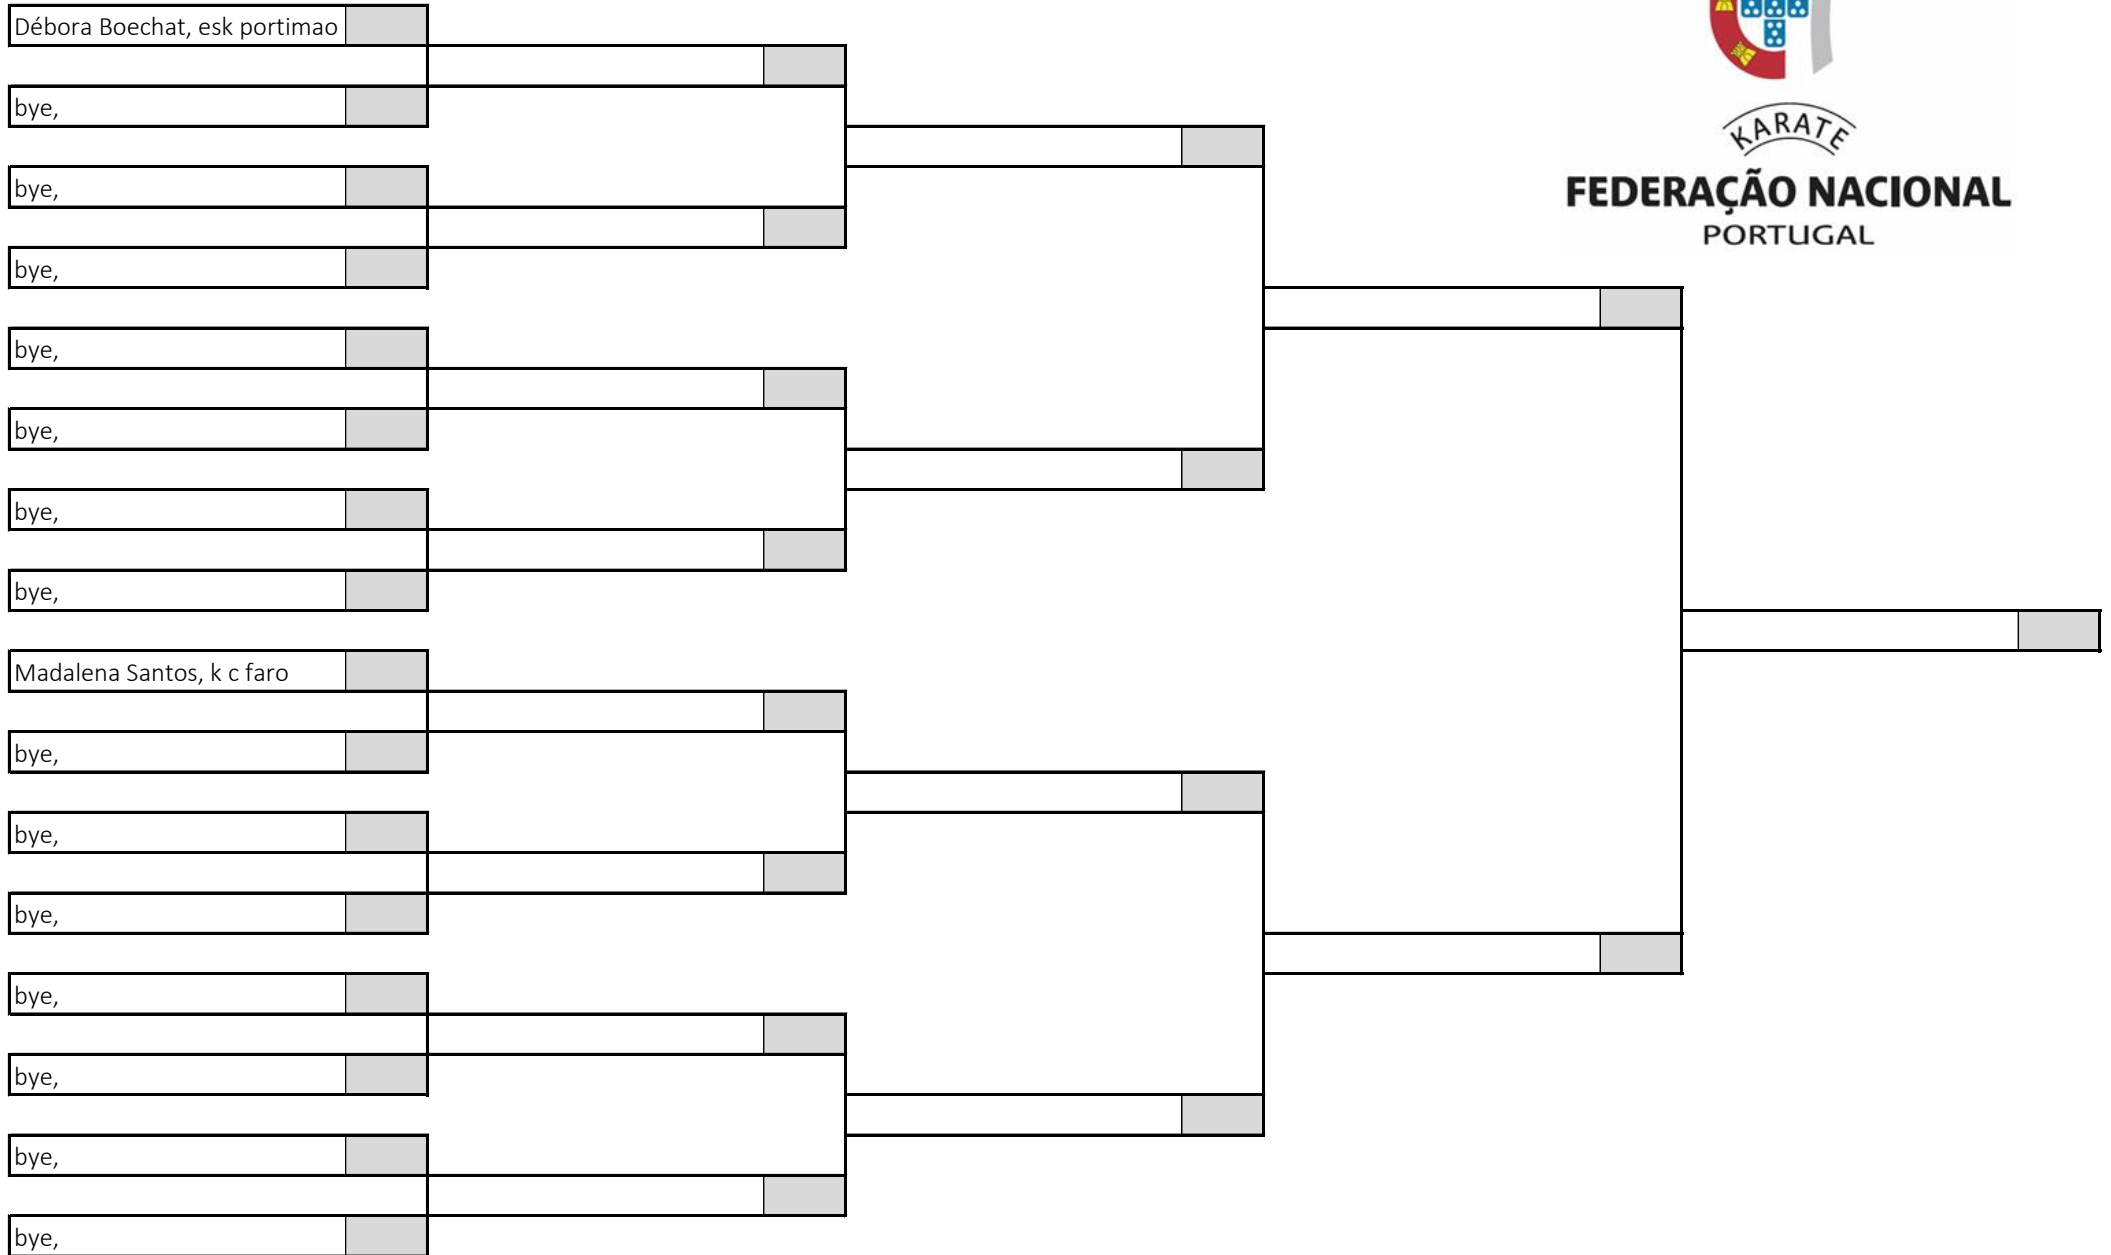 Débora Boechat, esk portimao
bye,
bye,
bye,
bye,
bye,
bye,
bye,
Madalena Santos, k c faro
bye,
bye,
bye,
bye,
bye,
bye,
bye,
KARATE
FEDERAÇÃO NACIONAL
PORTUGAL